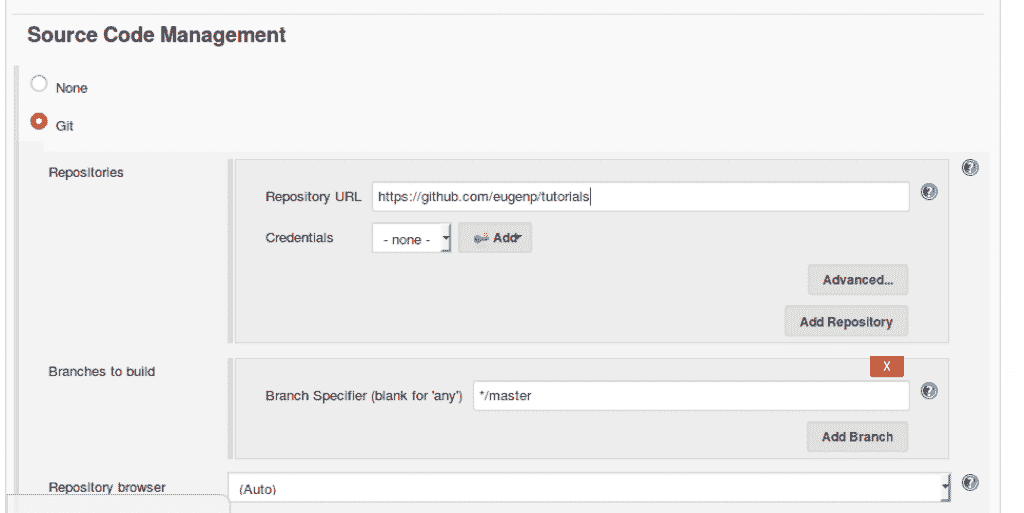 Source Code Management
None
Git
Repositories
Repository URL https://github.com/eugenp/tutorials
Credentials - none - Add
Advanced...
Add Repository
Branches to build
X
Branch Specifier (blank for 'any') */master
Add Branch
Repository browser (Auto)